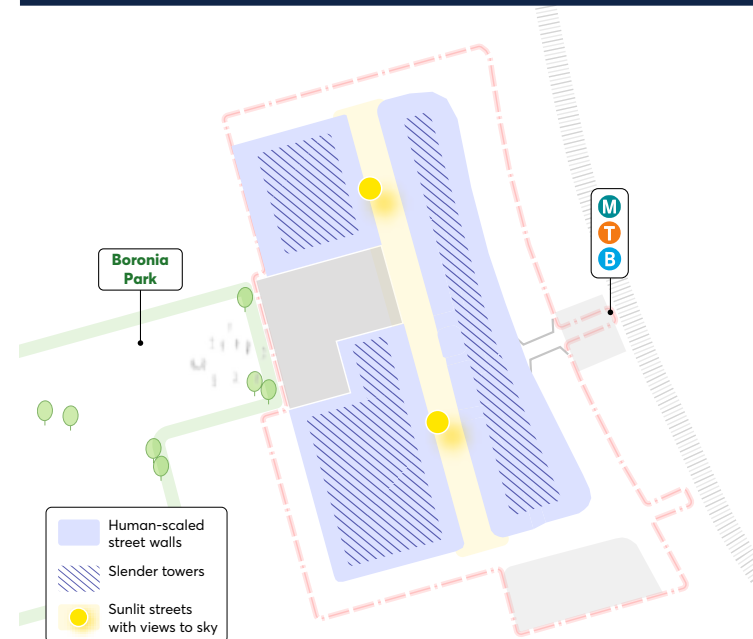 M
T
B
Boronia
Park
Human-scaled
street walls
Slender towers
Sunlit streets
with views to sky